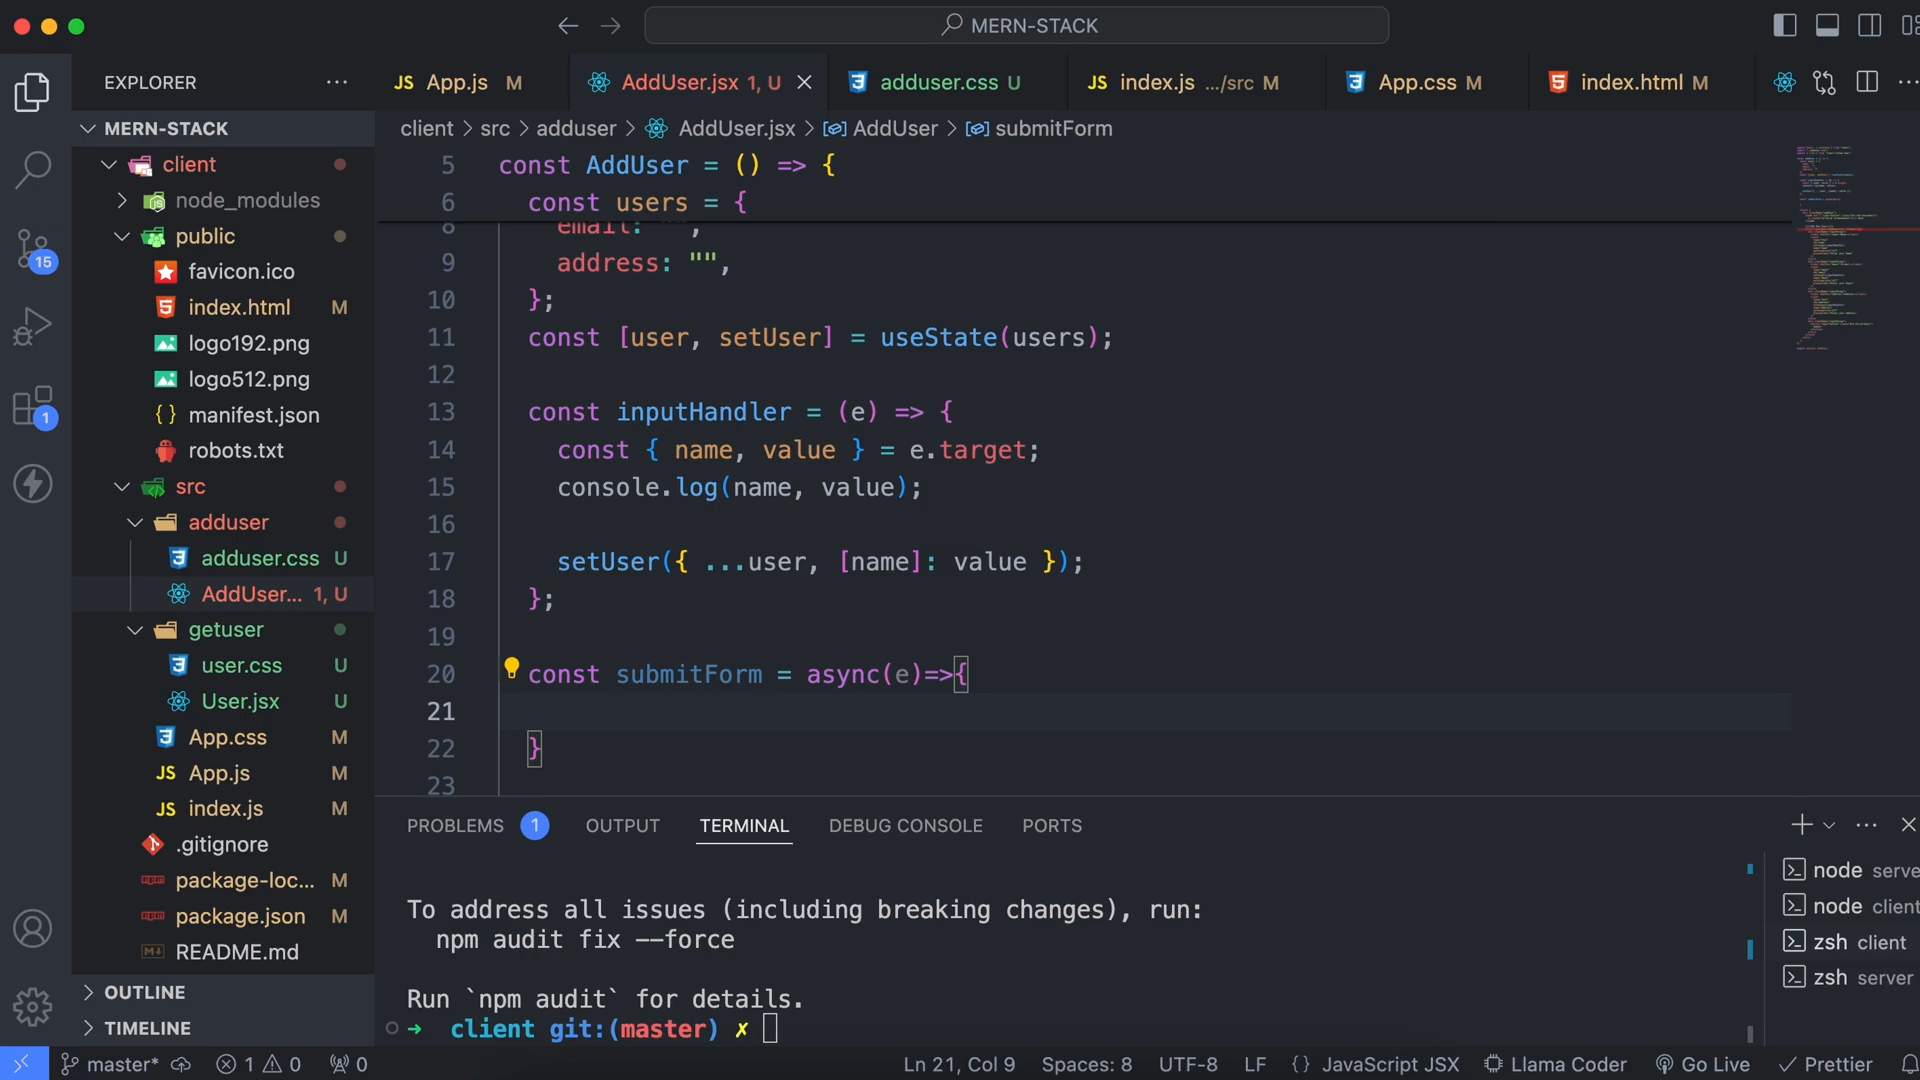 MERN-STACK
EXPLORER
JS App.js M
AddUser.jsx 1, U
adduser.css U
JS index.js .../src M
App.css M
index.html M
MERN-STACK
client > src > adduser > AddUser.jsx > AddUser > submitForm
client
node_modules
public
favicon.ico
index.html M
logo192.png
logo512.png
manifest.json
robots.txt
src
adduser
adduser.css U
AddUser... 1, U
getuser
user.css U
User.jsx U
App.css M
JS App.js M
JS index.js M
.gitignore
package-loc... M
package.json M
README.md
OUTLINE
TIMELINE
15
1
5 const AddUser = () => {
6 const users = {
8 email: "",
9 address: "",
10 };
11 const [user, setUser] = useState(users);
12
13 const inputHandler = (e) => {
14 const { name, value } = e.target;
15 console.log(name, value);
16
17 setUser({ ...user, [name]: value });
18 };
19
20 const submitForm = async(e)=>{
21
22 }
23
PROBLEMS 1 OUTPUT TERMINAL DEBUG CONSOLE PORTS
To address all issues (including breaking changes), run:
npm audit fix --force
Run `npm audit` for details.
➜ client git:(master) ✗
node serve
node client
zsh client
zsh server
master* 1 0 0 Ln 21, Col 9 Spaces: 8 UTF-8 LF {} JavaScript JSX Llama Coder Go Live Prettier